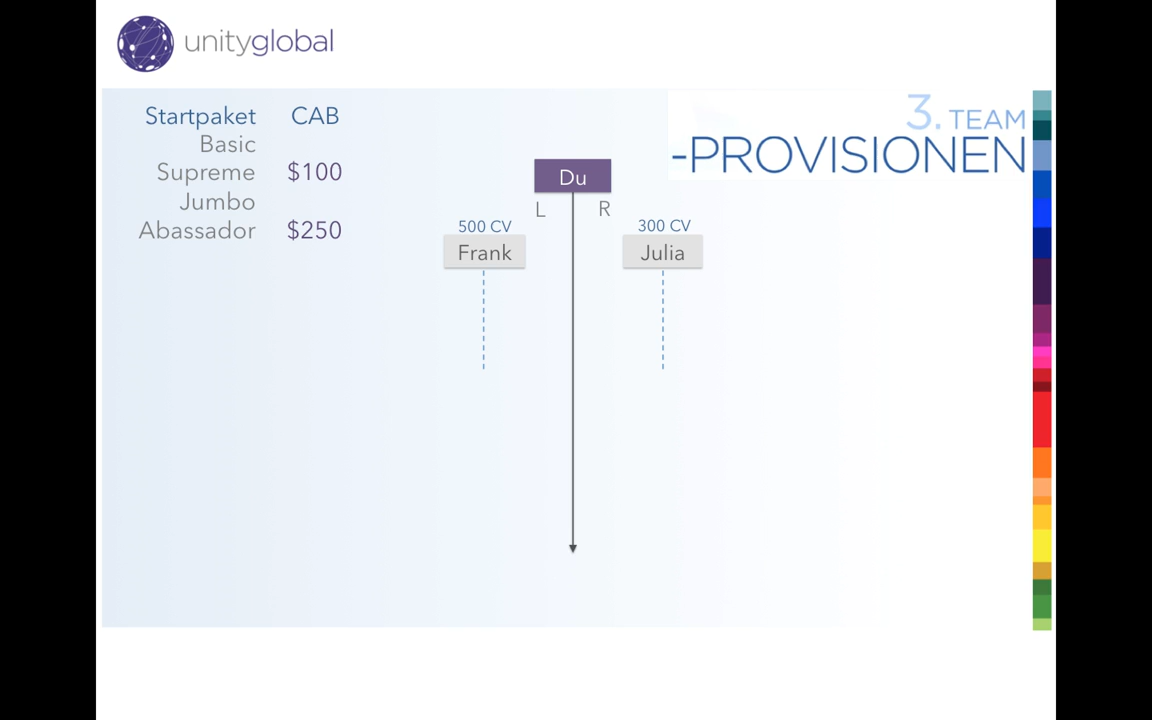 unityglobal
3. TEAM
-PROVISIONEN
Startpaket CAB
Basic
Supreme $100
Jumbo
Abassador $250
Du
L R
500 CV 300 CV
Frank Julia